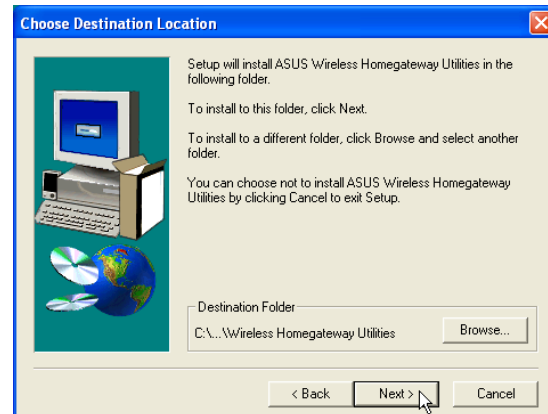 Choose Destination Location
Setup will install ASUS Wireless Homegateway Utilities in the
following folder.
To install to this folder, click Next.
To install to a different folder, click Browse and select another
folder.
You can choose not to install ASUS Wireless Homegateway
Utilities by clicking Cancel to exit Setup.
Destination Folder
C:\...\Wireless Homegateway Utilities
Browse...
< Back
Next >
Cancel